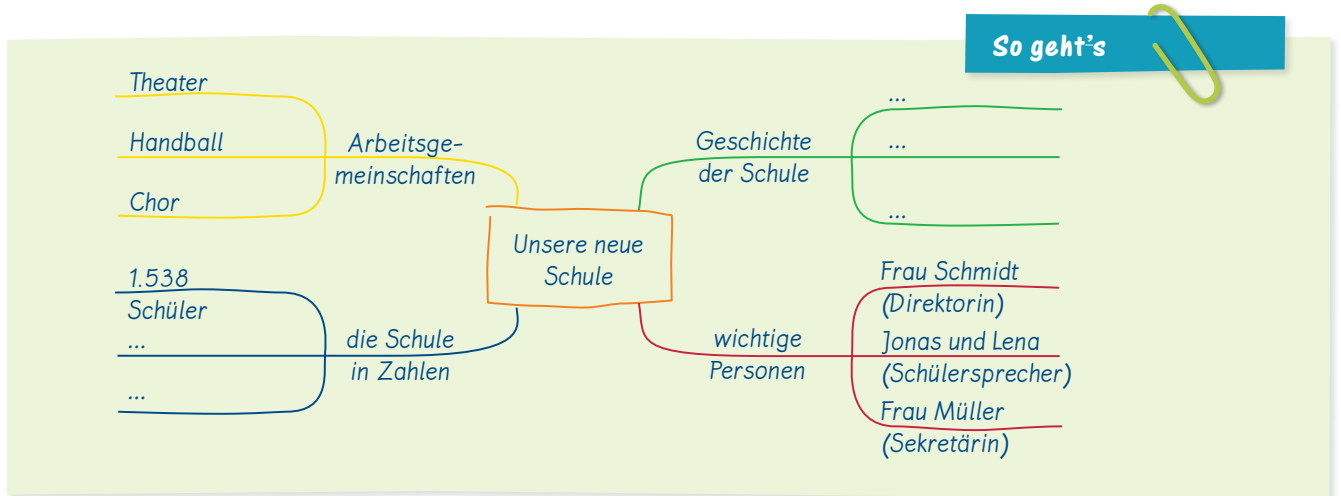 So geht's
Theater
Handball
Chor
Arbeitsge-
meinschaften
Geschichte
der Schule
...
...
...
Unsere neue
Schule
1.538
Schüler
...
...
die Schule
in Zahlen
wichtige
Personen
Frau Schmidt
(Direktorin)
Jonas und Lena
(Schülersprecher)
Frau Müller
(Sekretärin)